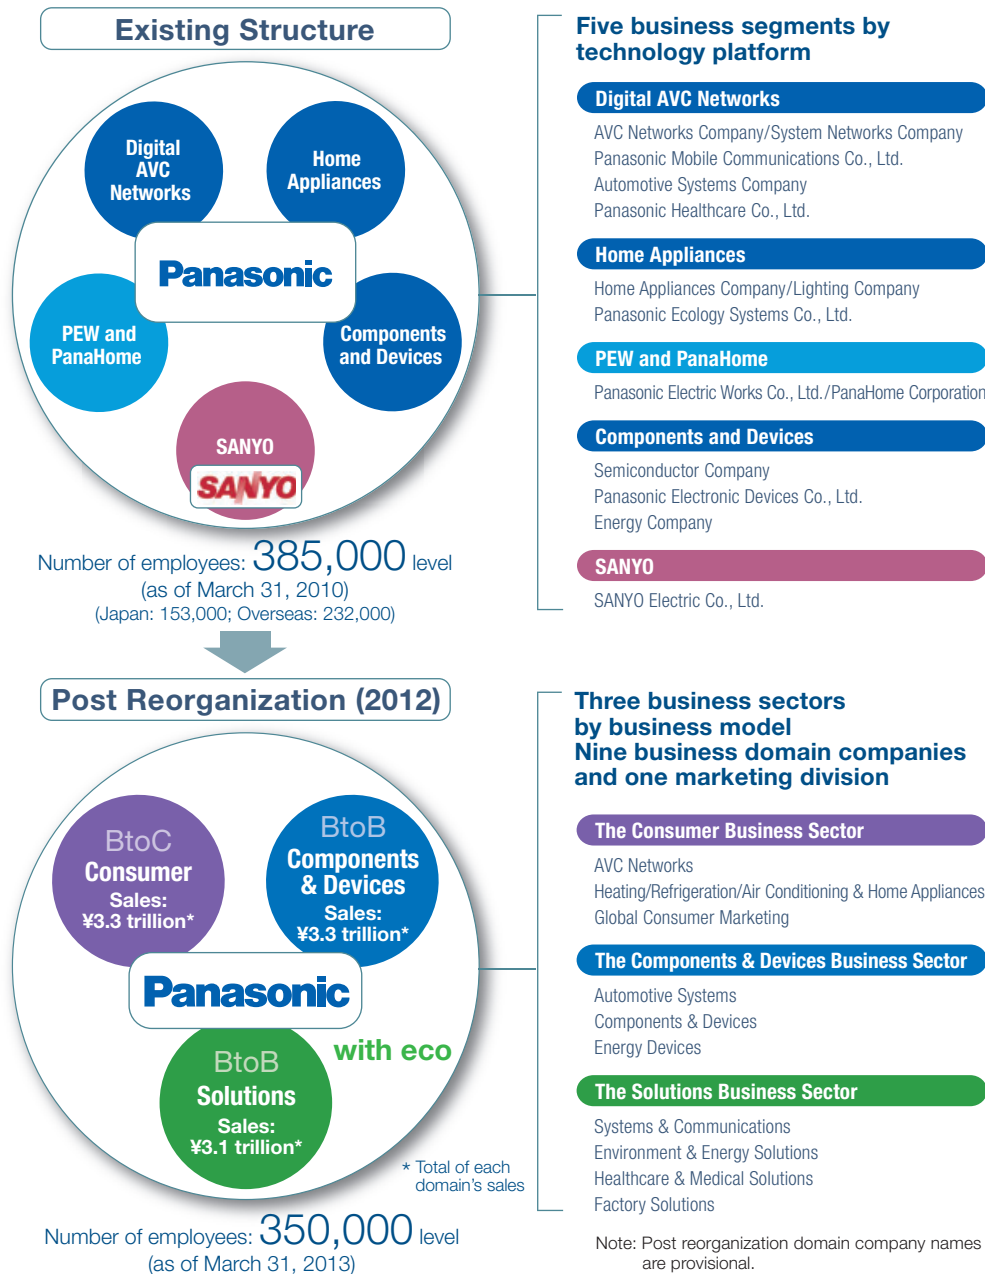 Existing Structure
Digital
AVC
Networks
Home
Appliances
Panasonic
PEW and
PanaHome
Components
and Devices
SANYO
SANYO
Number of employees: 385,000 level
(as of March 31, 2010)
(Japan: 153,000; Overseas: 232,000)
Five business segments by
technology platform
Digital AVC Networks
AVC Networks Company/System Networks Company
Panasonic Mobile Communications Co., Ltd.
Automotive Systems Company
Panasonic Healthcare Co., Ltd.
Home Appliances
Home Appliances Company/Lighting Company
Panasonic Ecology Systems Co., Ltd.
PEW and PanaHome
Panasonic Electric Works Co., Ltd./PanaHome Corporation
Components and Devices
Semiconductor Company
Panasonic Electronic Devices Co., Ltd.
Energy Company
SANYO
SANYO Electric Co., Ltd.
Post Reorganization (2012)
BtoC
Consumer
Sales:
¥3.3 trillion*
BtoB
Components
& Devices
Sales:
¥3.3 trillion*
Panasonic
with eco
BtoB
Solutions
Sales:
¥3.1 trillion*
* Total of each
domain's sales
Number of employees: 350,000 level
(as of March 31, 2013)
Three business sectors
by business model
Nine business domain companies
and one marketing division
The Consumer Business Sector
AVC Networks
Heating/Refrigeration/Air Conditioning & Home Appliances
Global Consumer Marketing
The Components & Devices Business Sector
Automotive Systems
Components & Devices
Energy Devices
The Solutions Business Sector
Systems & Communications
Environment & Energy Solutions
Healthcare & Medical Solutions
Factory Solutions
Note: Post reorganization domain company names
are provisional.